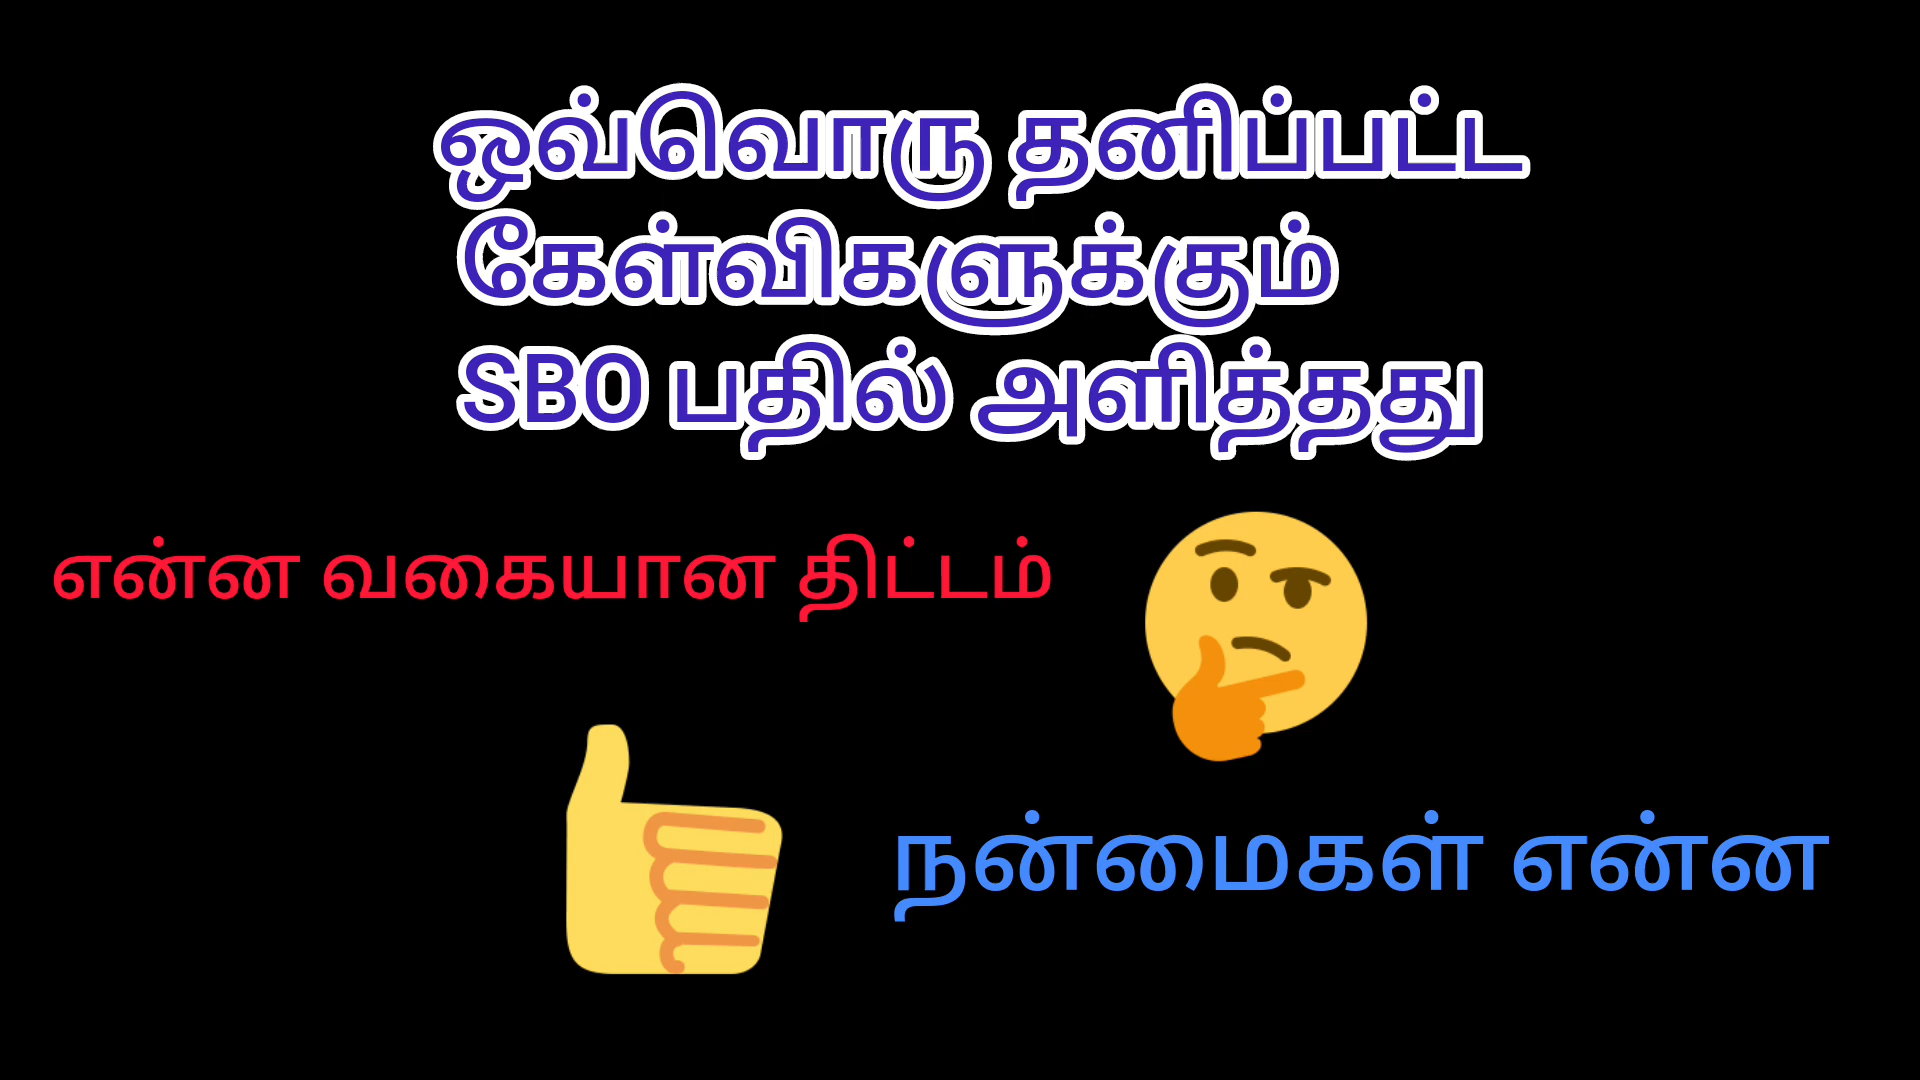 ஒவ்வொரு தனிப்பட்ட
கேள்விகளுக்கும்
SBO பதில் அளித்தது
என்ன வகையான திட்டம்
நன்மைகள் என்ன